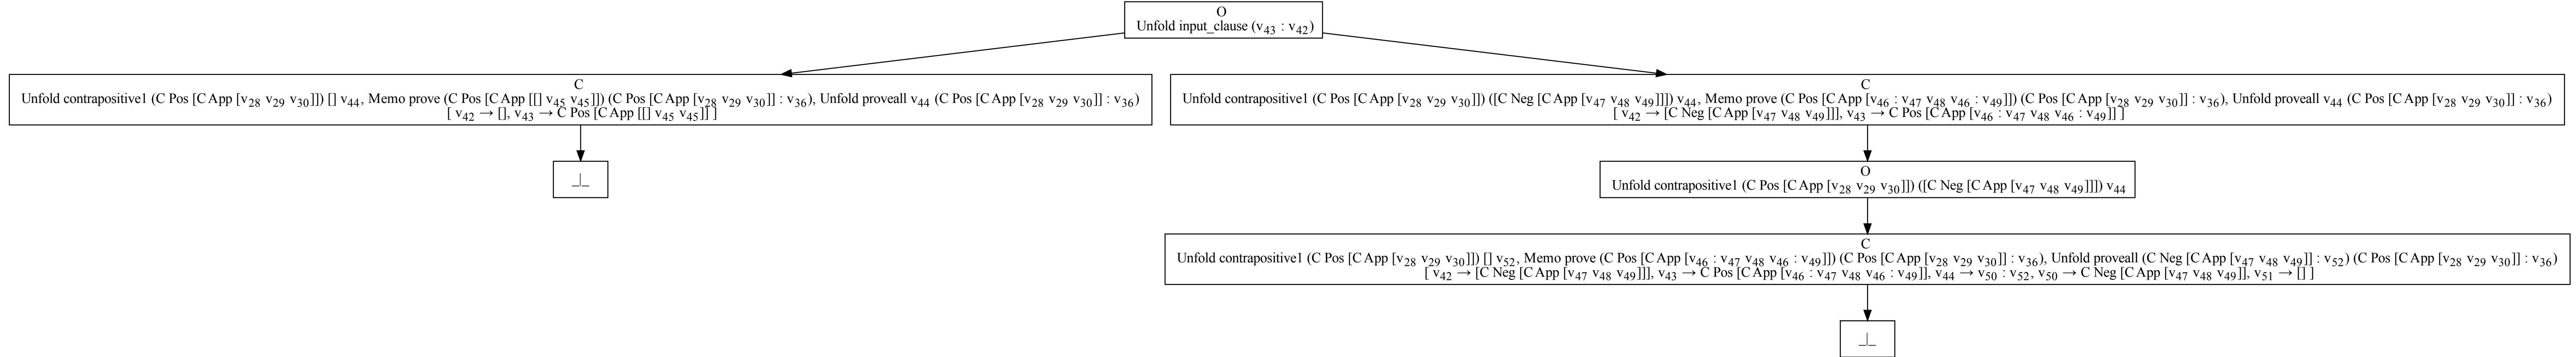 O
Unfold input_clause (v43 : v42)
C
Unfold contrapositive1 (C Pos [C App [v28 v29 v30]]) [] v44, Memo prove (C Pos [C App [[] v45 v45]]) (C Pos [C App [v28 v29 v30]] : v36), Unfold proveall v44 (C Pos [C App [v28 v29 v30]] : v36)
[ v42 → [], v43 → C Pos [C App [[] v45 v45]] ]
C
Unfold contrapositive1 (C Pos [C App [v28 v29 v30]]) ([C Neg [C App [v47 v48 v49]]]) v44, Memo prove (C Pos [C App [v46 : v47 v48 v46 : v49]]) (C Pos [C App [v28 v29 v30]] : v36), Unfold proveall v44 (C Pos [C App [v28 v29 v30]] : v36)
[ v42 → [C Neg [C App [v47 v48 v49]]], v43 → C Pos [C App [v46 : v47 v48 v46 : v49]] ]
_|_
O
Unfold contrapositive1 (C Pos [C App [v28 v29 v30]]) ([C Neg [C App [v47 v48 v49]]]) v44
C
Unfold contrapositive1 (C Pos [C App [v28 v29 v30]]) [] v52, Memo prove (C Pos [C App [v46 : v47 v48 v46 : v49]]) (C Pos [C App [v28 v29 v30]] : v36), Unfold proveall (C Neg [C App [v47 v48 v49]] : v52) (C Pos [C App [v28 v29 v30]] : v36)
[ v42 → [C Neg [C App [v47 v48 v49]]], v43 → C Pos [C App [v46 : v47 v48 v46 : v49]], v44 → v50 : v52, v50 → C Neg [C App [v47 v48 v49]], v51 → [] ]
_|_